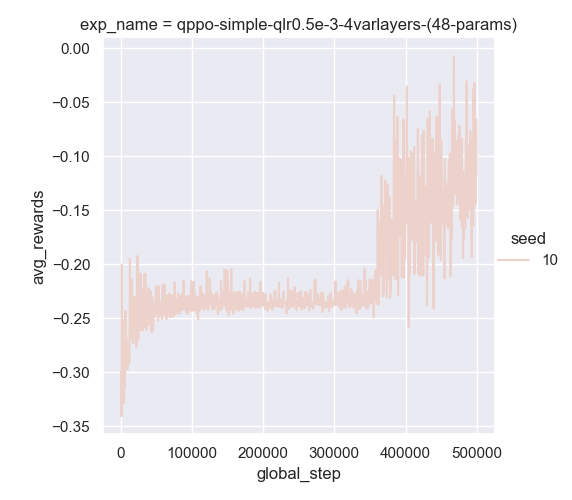 exp_name = qppo-simple-qlr0.5e-3-4varlayers-(48-params)
0.00
−0.05
−0.10
−0.15
−0.20
−0.25
−0.30
−0.35
avg_rewards
0 100000 200000 300000 400000 500000
global_step
seed
10